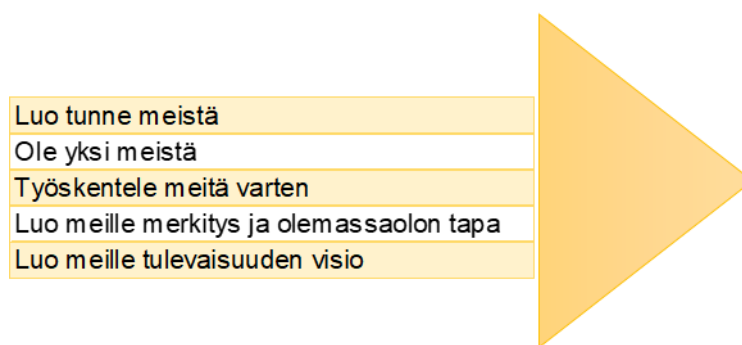 Luo tunne meistä
Ole yksi meistä
Työskentele meitä varten
Luo meille merkitys ja olemassaolon tapa
Luo meille tulevaisuuden visio